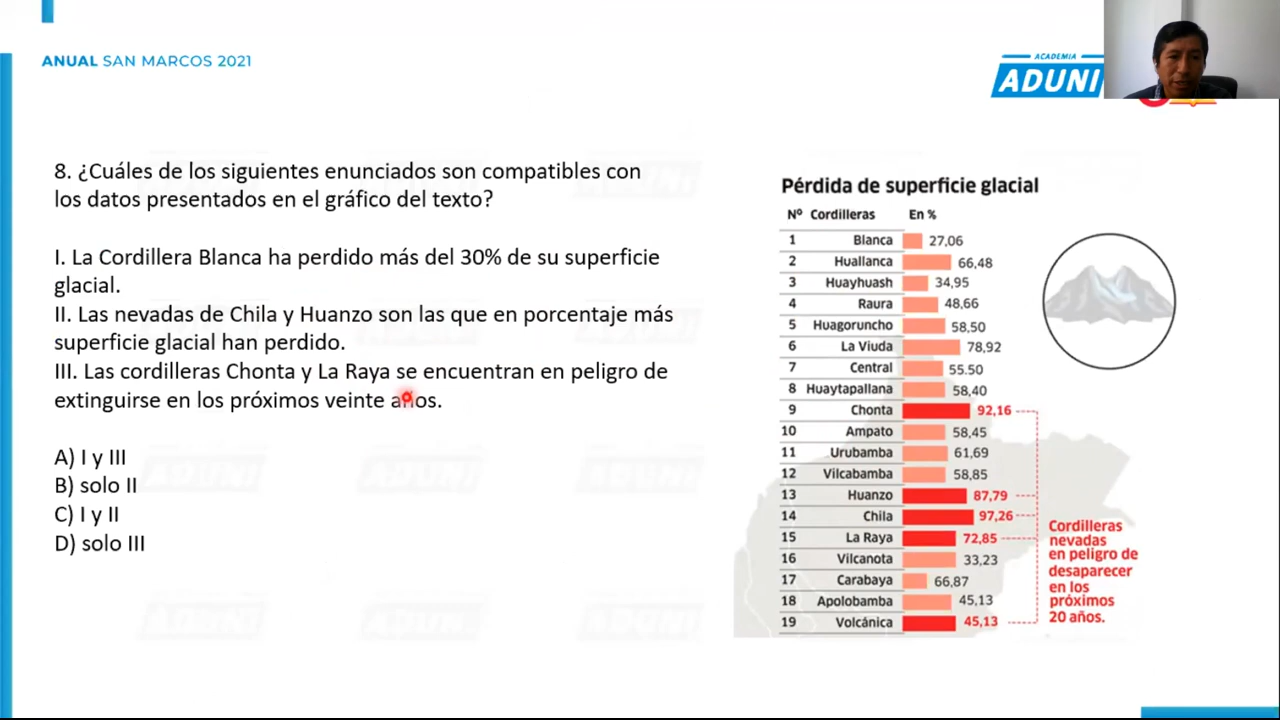 ANUAL SAN MARCOS 2021
ACADEMIA
ADUNI
8. ¿Cuáles de los siguientes enunciados son compatibles con
los datos presentados en el gráfico del texto?
I. La Cordillera Blanca ha perdido más del 30% de su superficie
glacial.
II. Las nevadas de Chila y Huanzo son las que en porcentaje más
superficie glacial han perdido.
III. Las cordilleras Chonta y La Raya se encuentran en peligro de
extinguirse en los próximos veinte años.
A) I y III
B) solo II
C) I y II
D) solo III
Pérdida de superficie glacial
Nº Cordilleras En %
1 Blanca 27,06
2 Huallanca 66,48
3 Huayhuash 34,95
4 Raura 48,66
5 Huagoruncho 58,50
6 La Viuda 78,92
7 Central 55.50
8 Huaytapallana 58,40
9 Chonta 92,16
10 Ampato 58,45
11 Urubamba 61,69
12 Vilcabamba 58,85
13 Huanzo 87,79
14 Chila 97,26
15 La Raya 72,85
16 Vilcanota 33,23
17 Carabaya 66,87
18 Apolobamba 45,13
19 Volcánica 45,13
Cordilleras
nevadas
en peligro de
desaparecer
en los
próximos
20 años.